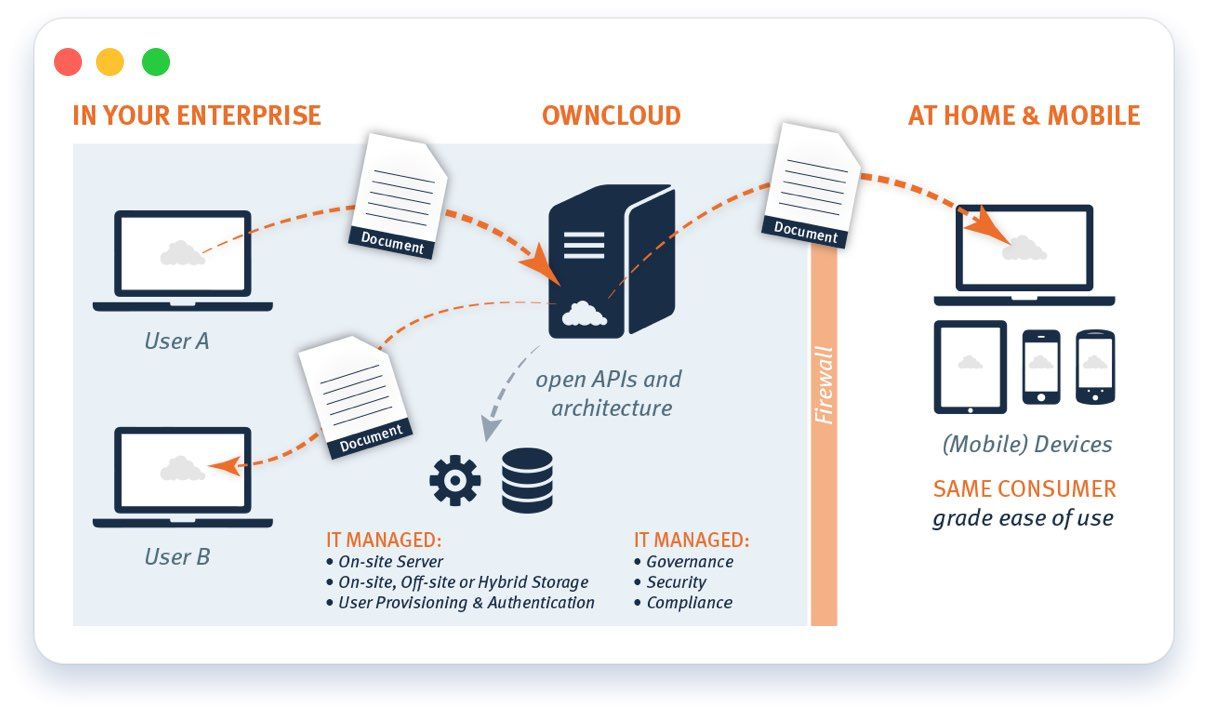 IN YOUR ENTERPRISE
OWNCLOUD
AT HOME & MOBILE
Document
Document
User A
Document
open APIs and
architecture
Firewall
(Mobile) Devices
SAME CONSUMER
grade ease of use
User B
IT MANAGED:
• On-site Server
• On-site, Off-site or Hybrid Storage
• User Provisioning & Authentication
IT MANAGED:
• Governance
• Security
• Compliance